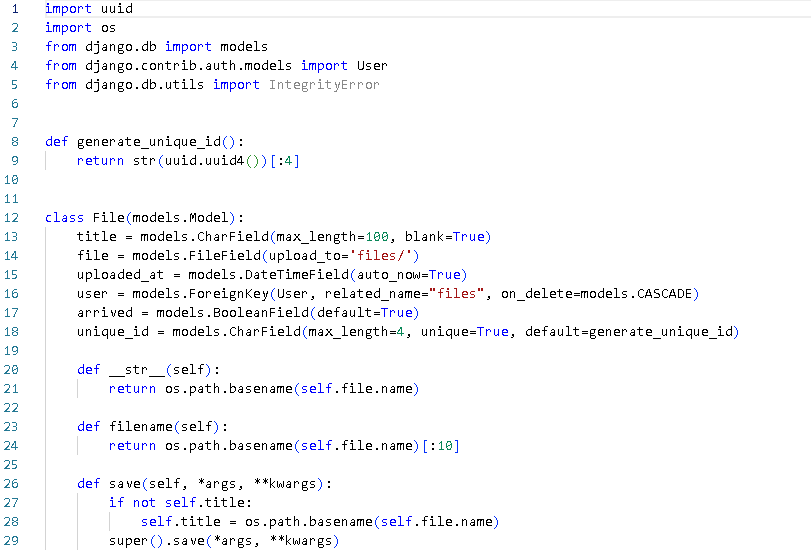 1 import uuid
2 import os
3 from django.db import models
4 from django.contrib.auth.models import User
5 from django.db.utils import IntegrityError
6
7
8 def generate_unique_id():
9     return str(uuid.uuid4())[:4]
10
11
12 class File(models.Model):
13     title = models.CharField(max_length=100, blank=True)
14     file = models.FileField(upload_to='files/')
15     uploaded_at = models.DateTimeField(auto_now=True)
16     user = models.ForeignKey(User, related_name="files", on_delete=models.CASCADE)
17     arrived = models.BooleanField(default=True)
18     unique_id = models.CharField(max_length=4, unique=True, default=generate_unique_id)
19
20     def __str__(self):
21         return os.path.basename(self.file.name)
22
23     def filename(self):
24         return os.path.basename(self.file.name)[:10]
25
26     def save(self, *args, **kwargs):
27         if not self.title:
28             self.title = os.path.basename(self.file.name)
29         super().save(*args, **kwargs)